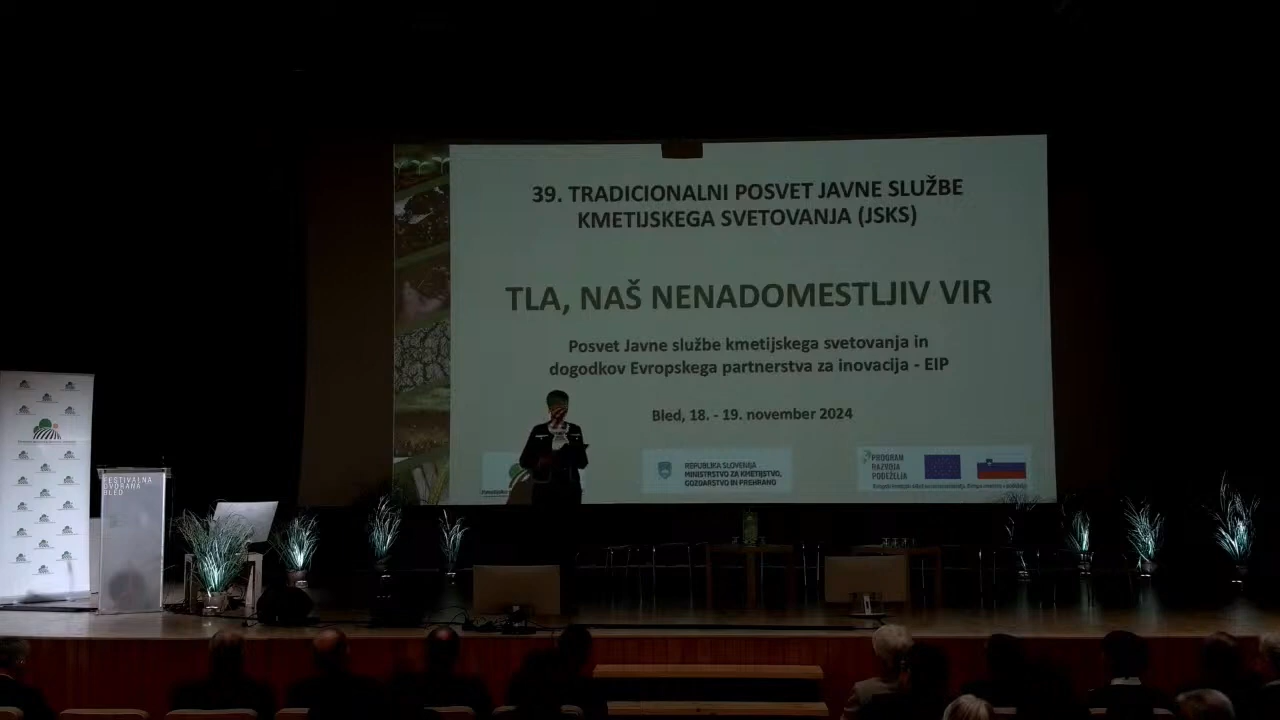 39. TRADICIONALNI POSVET JAVNE SLUŽBE
KMETIJSKEGA SVETOVANJA (JSKS)
TLA, NAŠ NENADOMESTLJIV VIR
Posvet Javne službe kmetijskega svetovanja in
dogodkov Evropskega partnerstva za inovacija - EIP
Bled, 18. - 19. november 2024
REPUBLIKA SLOVENIJA
MINISTRSTVO ZA KMETIJSTVO,
GOZDARSTVO IN PREHRANO
PROGRAM
RAZVOJA
PODEŽELJA
FESTIVALNA
DVORANA
BLED